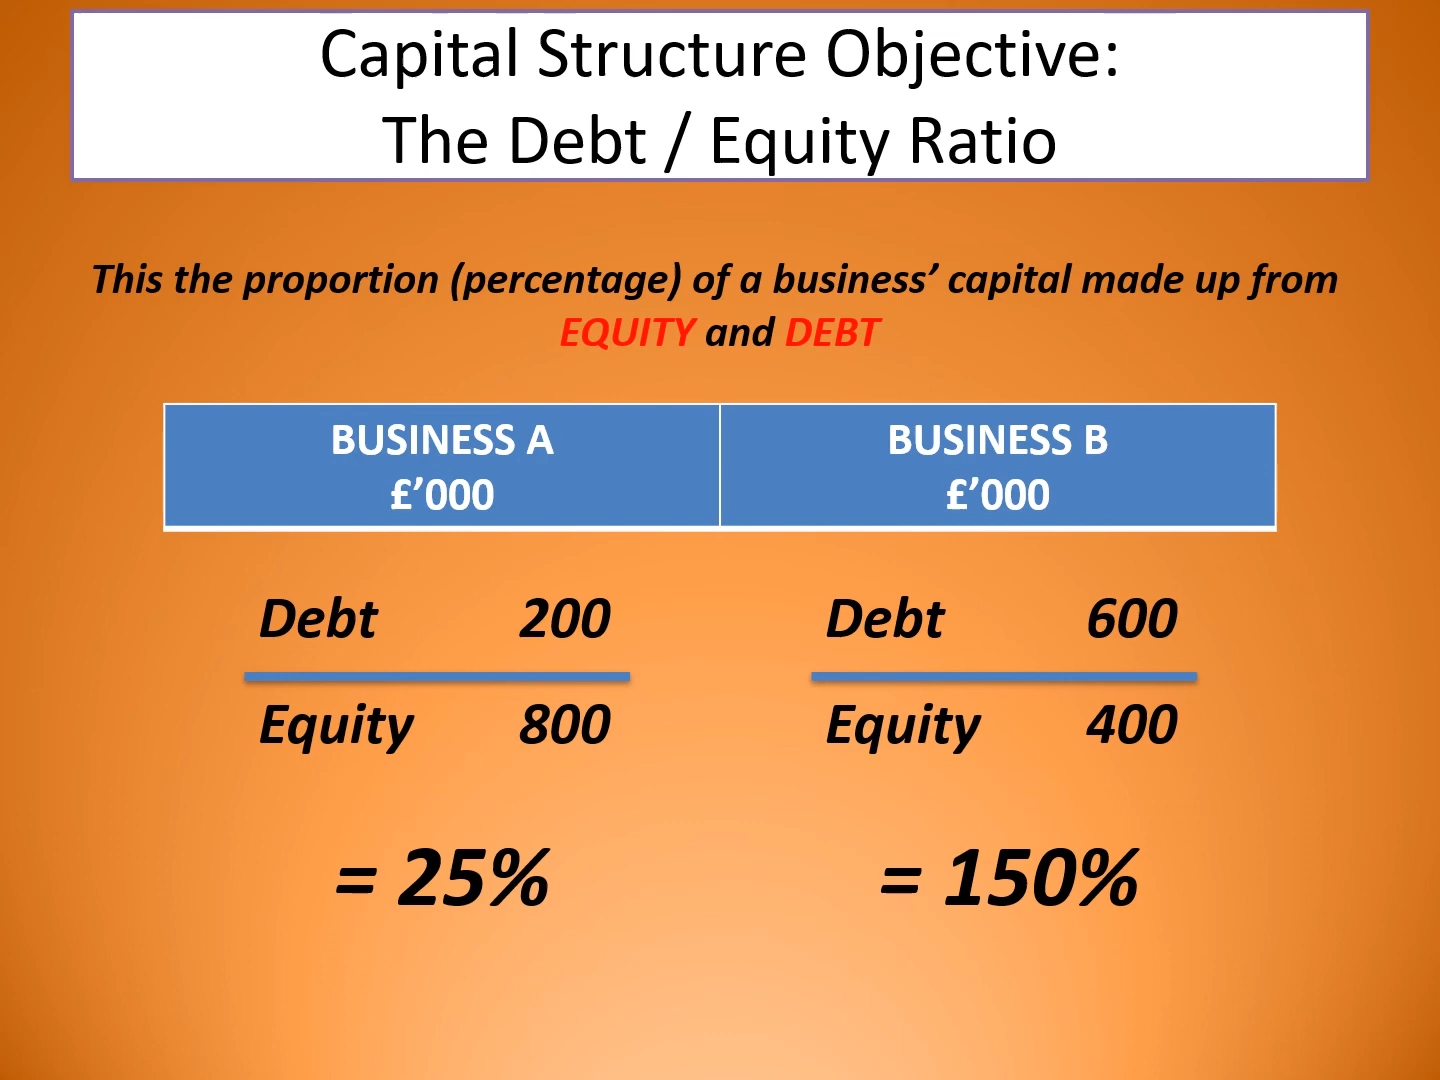 Capital Structure Objective:
The Debt / Equity Ratio
This the proportion (percentage) of a business’ capital made up from
EQUITY and DEBT
BUSINESS A
£’000
BUSINESS B
£’000
Debt 200
Equity 800
= 25%
Debt 600
Equity 400
= 150%